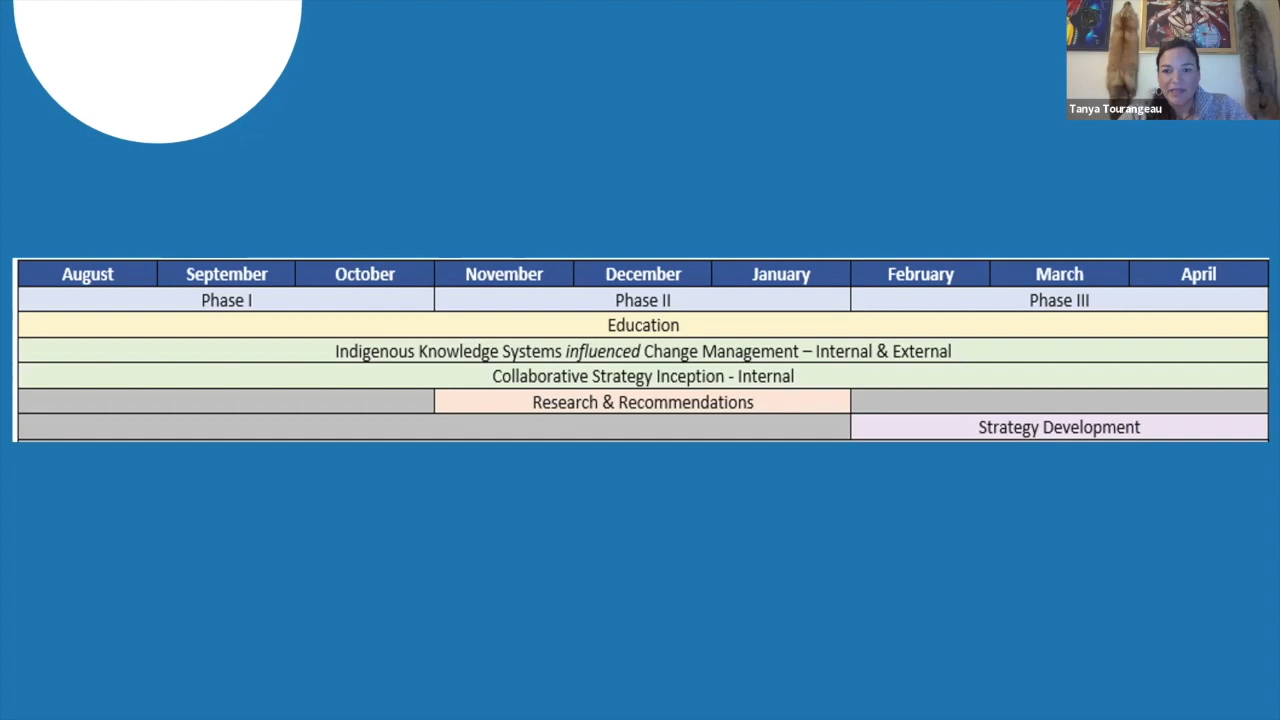 Tanya Tourangeau
August September October November December January February March April
Phase I Phase II Phase III
Education
Indigenous Knowledge Systems influenced Change Management – Internal & External
Collaborative Strategy Inception - Internal
Research & Recommendations
Strategy Development